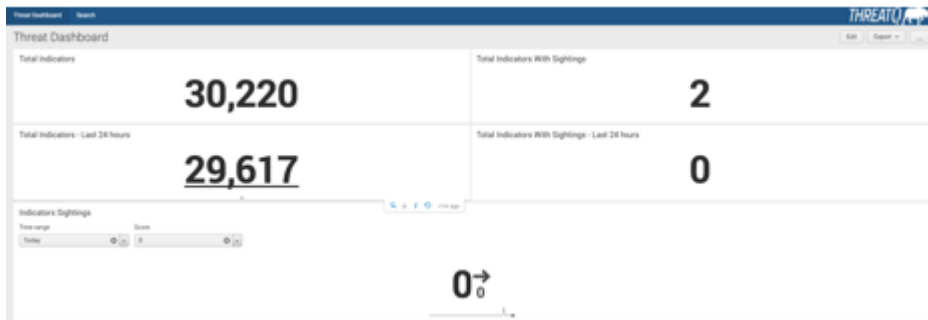 Threat Dashboard Search
THREATQ
Threat Dashboard
Edit Export ...
Total Indicators
30,220
Total Indicators With Sightings
2
Total Indicators - Last 24 hours
29,617
Total Indicators With Sightings - Last 24 hours
0
Indicators Sightings
Time range Score
Today 0
0
0